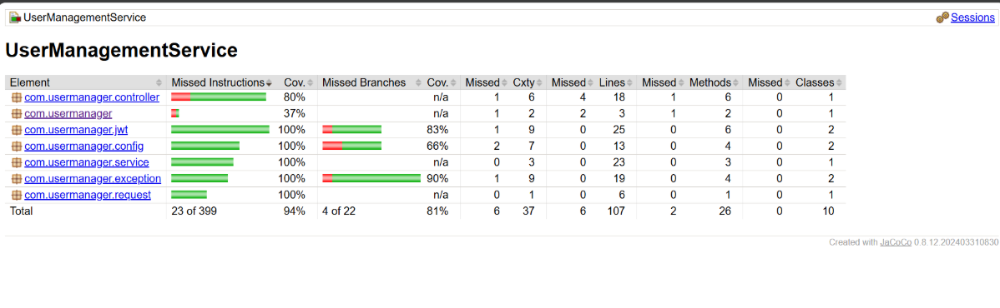 UserManagementService Sessions
UserManagementService
Element Missed Instructions Cov. Missed Branches Cov. Missed Cxty Missed Lines Missed Methods Missed Classes
com.usermanager.controller 80% n/a 1 6 4 18 1 6 0 1
com.usermanager 37% n/a 1 2 2 3 1 2 0 1
com.usermanager.jwt 100% 83% 1 9 0 25 0 6 0 2
com.usermanager.config 100% 66% 2 7 0 13 0 4 0 2
com.usermanager.service 100% n/a 0 3 0 23 0 3 0 1
com.usermanager.exception 100% 90% 1 9 0 19 0 4 0 2
com.usermanager.request 100% n/a 0 1 0 6 0 1 0 1
Total 23 of 399 94% 4 of 22 81% 6 37 6 107 2 26 0 10
Created with JaCoCo 0.8.12.202403310830